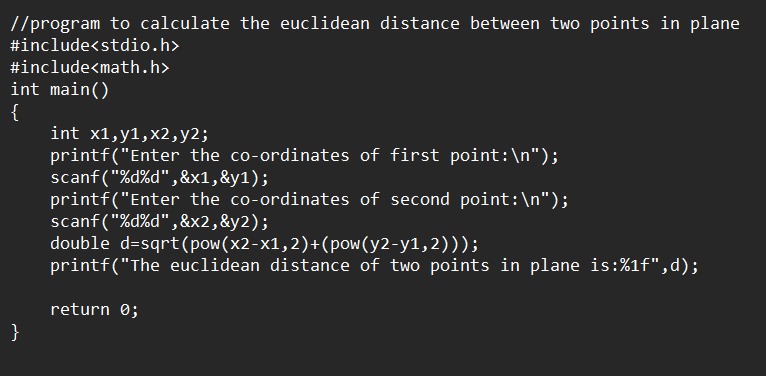 //program to calculate the euclidean distance between two points in plane
#include<stdio.h>
#include<math.h>
int main()
{
    int x1,y1,x2,y2;
    printf("Enter the co-ordinates of first point:\n");
    scanf("%d%d",&x1,&y1);
    printf("Enter the co-ordinates of second point:\n");
    scanf("%d%d",&x2,&y2);
    double d=sqrt(pow(x2-x1,2)+(pow(y2-y1,2)));
    printf("The euclidean distance of two points in plane is:%1f",d);
    return 0;
}